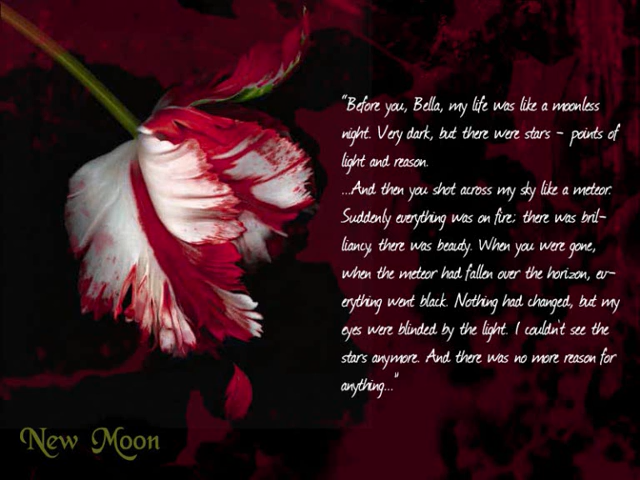 "Before you, Bella, my life was like a moonless
night. Very dark, but there were stars - points of
light and reason.
...And then you shot across my sky like a meteor.
Suddenly everything was on fire; there was bril-
liancy, there was beauty. When you were gone,
when the meteor had fallen over the horizon, ev-
erything went black. Nothing had changed, but my
eyes were blinded by the light. I couldn't see the
stars anymore. And there was no more reason for
anything..."
New Moon